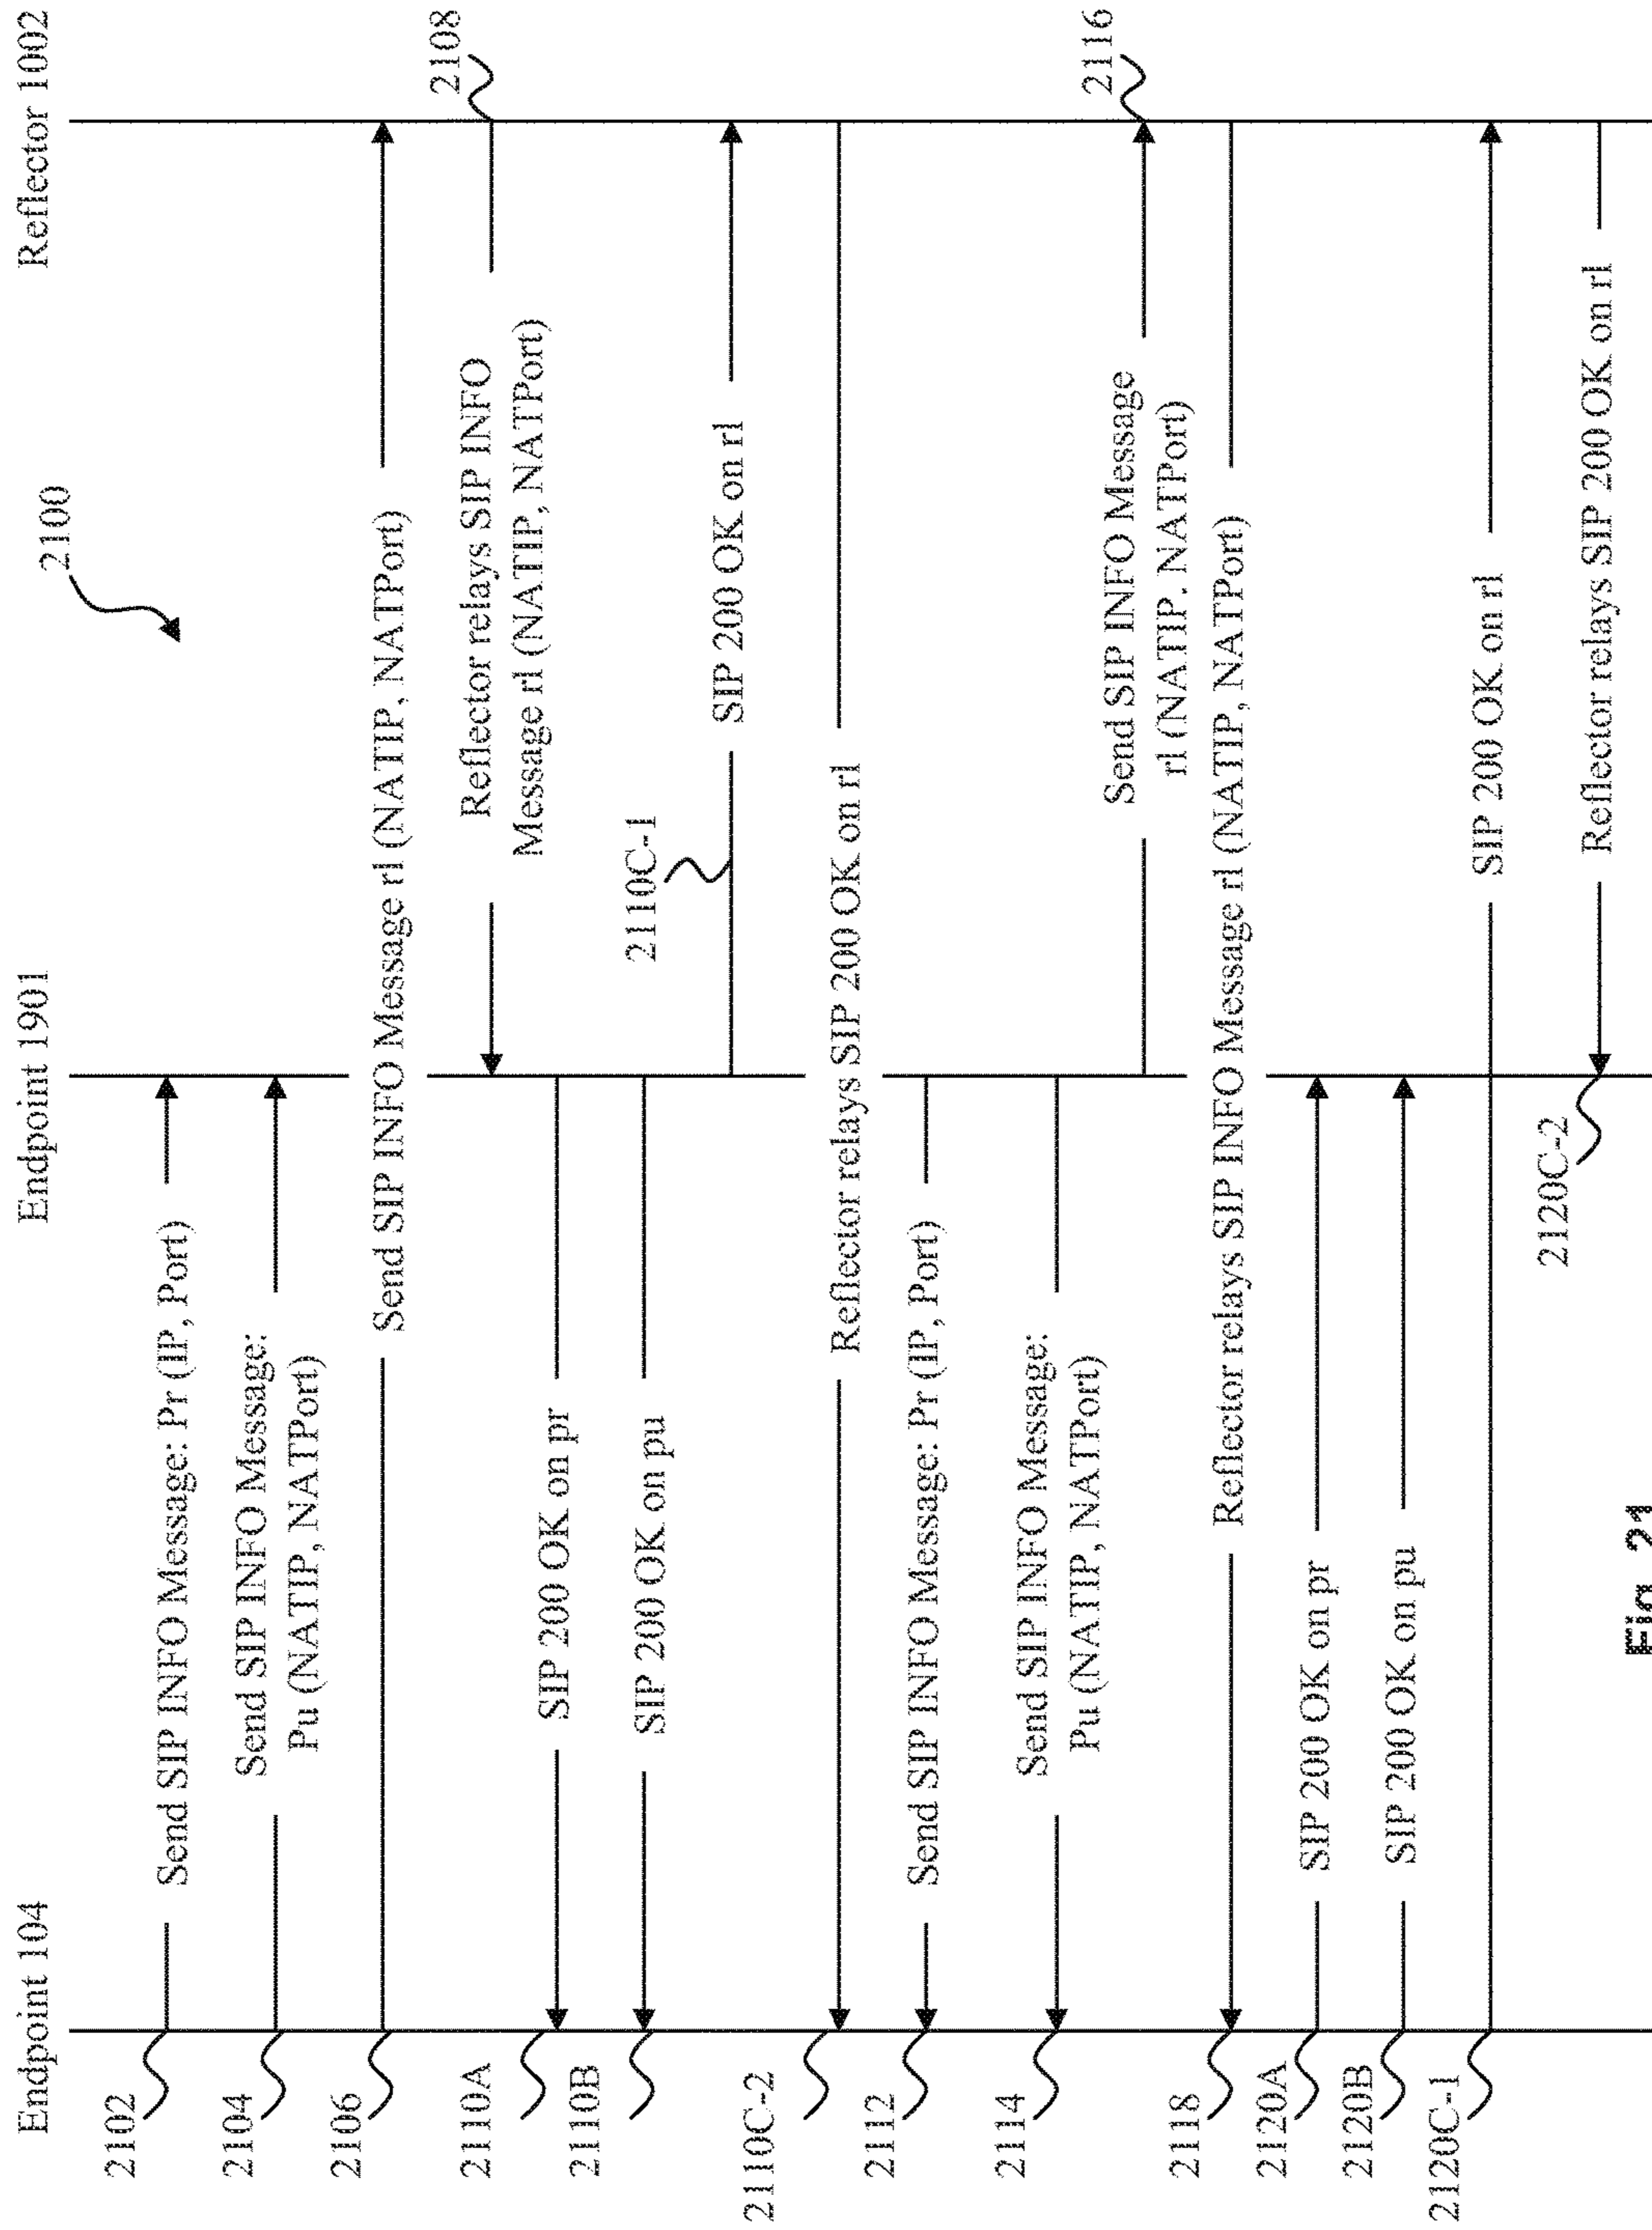 Endpoint 104
Endpoint 1901
Reflector 1002
2100
2102
Send SIP INFO Message: Pr (IP, Port)
2104
Send SIP INFO Message:
Pu (NATIP, NATPort)
2106
Send SIP INFO Message rl (NATIP, NATPort)
2108
Reflector relays SIP INFO
Message rl (NATIP, NATPort)
2110A
SIP 200 OK on pr
2110B
SIP 200 OK on pu
2110C-1
SIP 200 OK on rl
2110C-2
Reflector relays SIP 200 OK on rl
2112
Send SIP INFO Message: Pr (IP, Port)
2114
Send SIP INFO Message:
Pu (NATIP, NATPort)
2116
Send SIP INFO Message
rl (NATIP. NATPort)
2118
Reflector relays SIP INFO Message rl (NATIP, NATPort)
2120A
SIP 200 OK on pr
2120B
SIP 200 OK on pu
2120C-1
SIP 200 OK on rl
2120C-2
Reflector relays SIP 200 OK on rl
Fig. 21